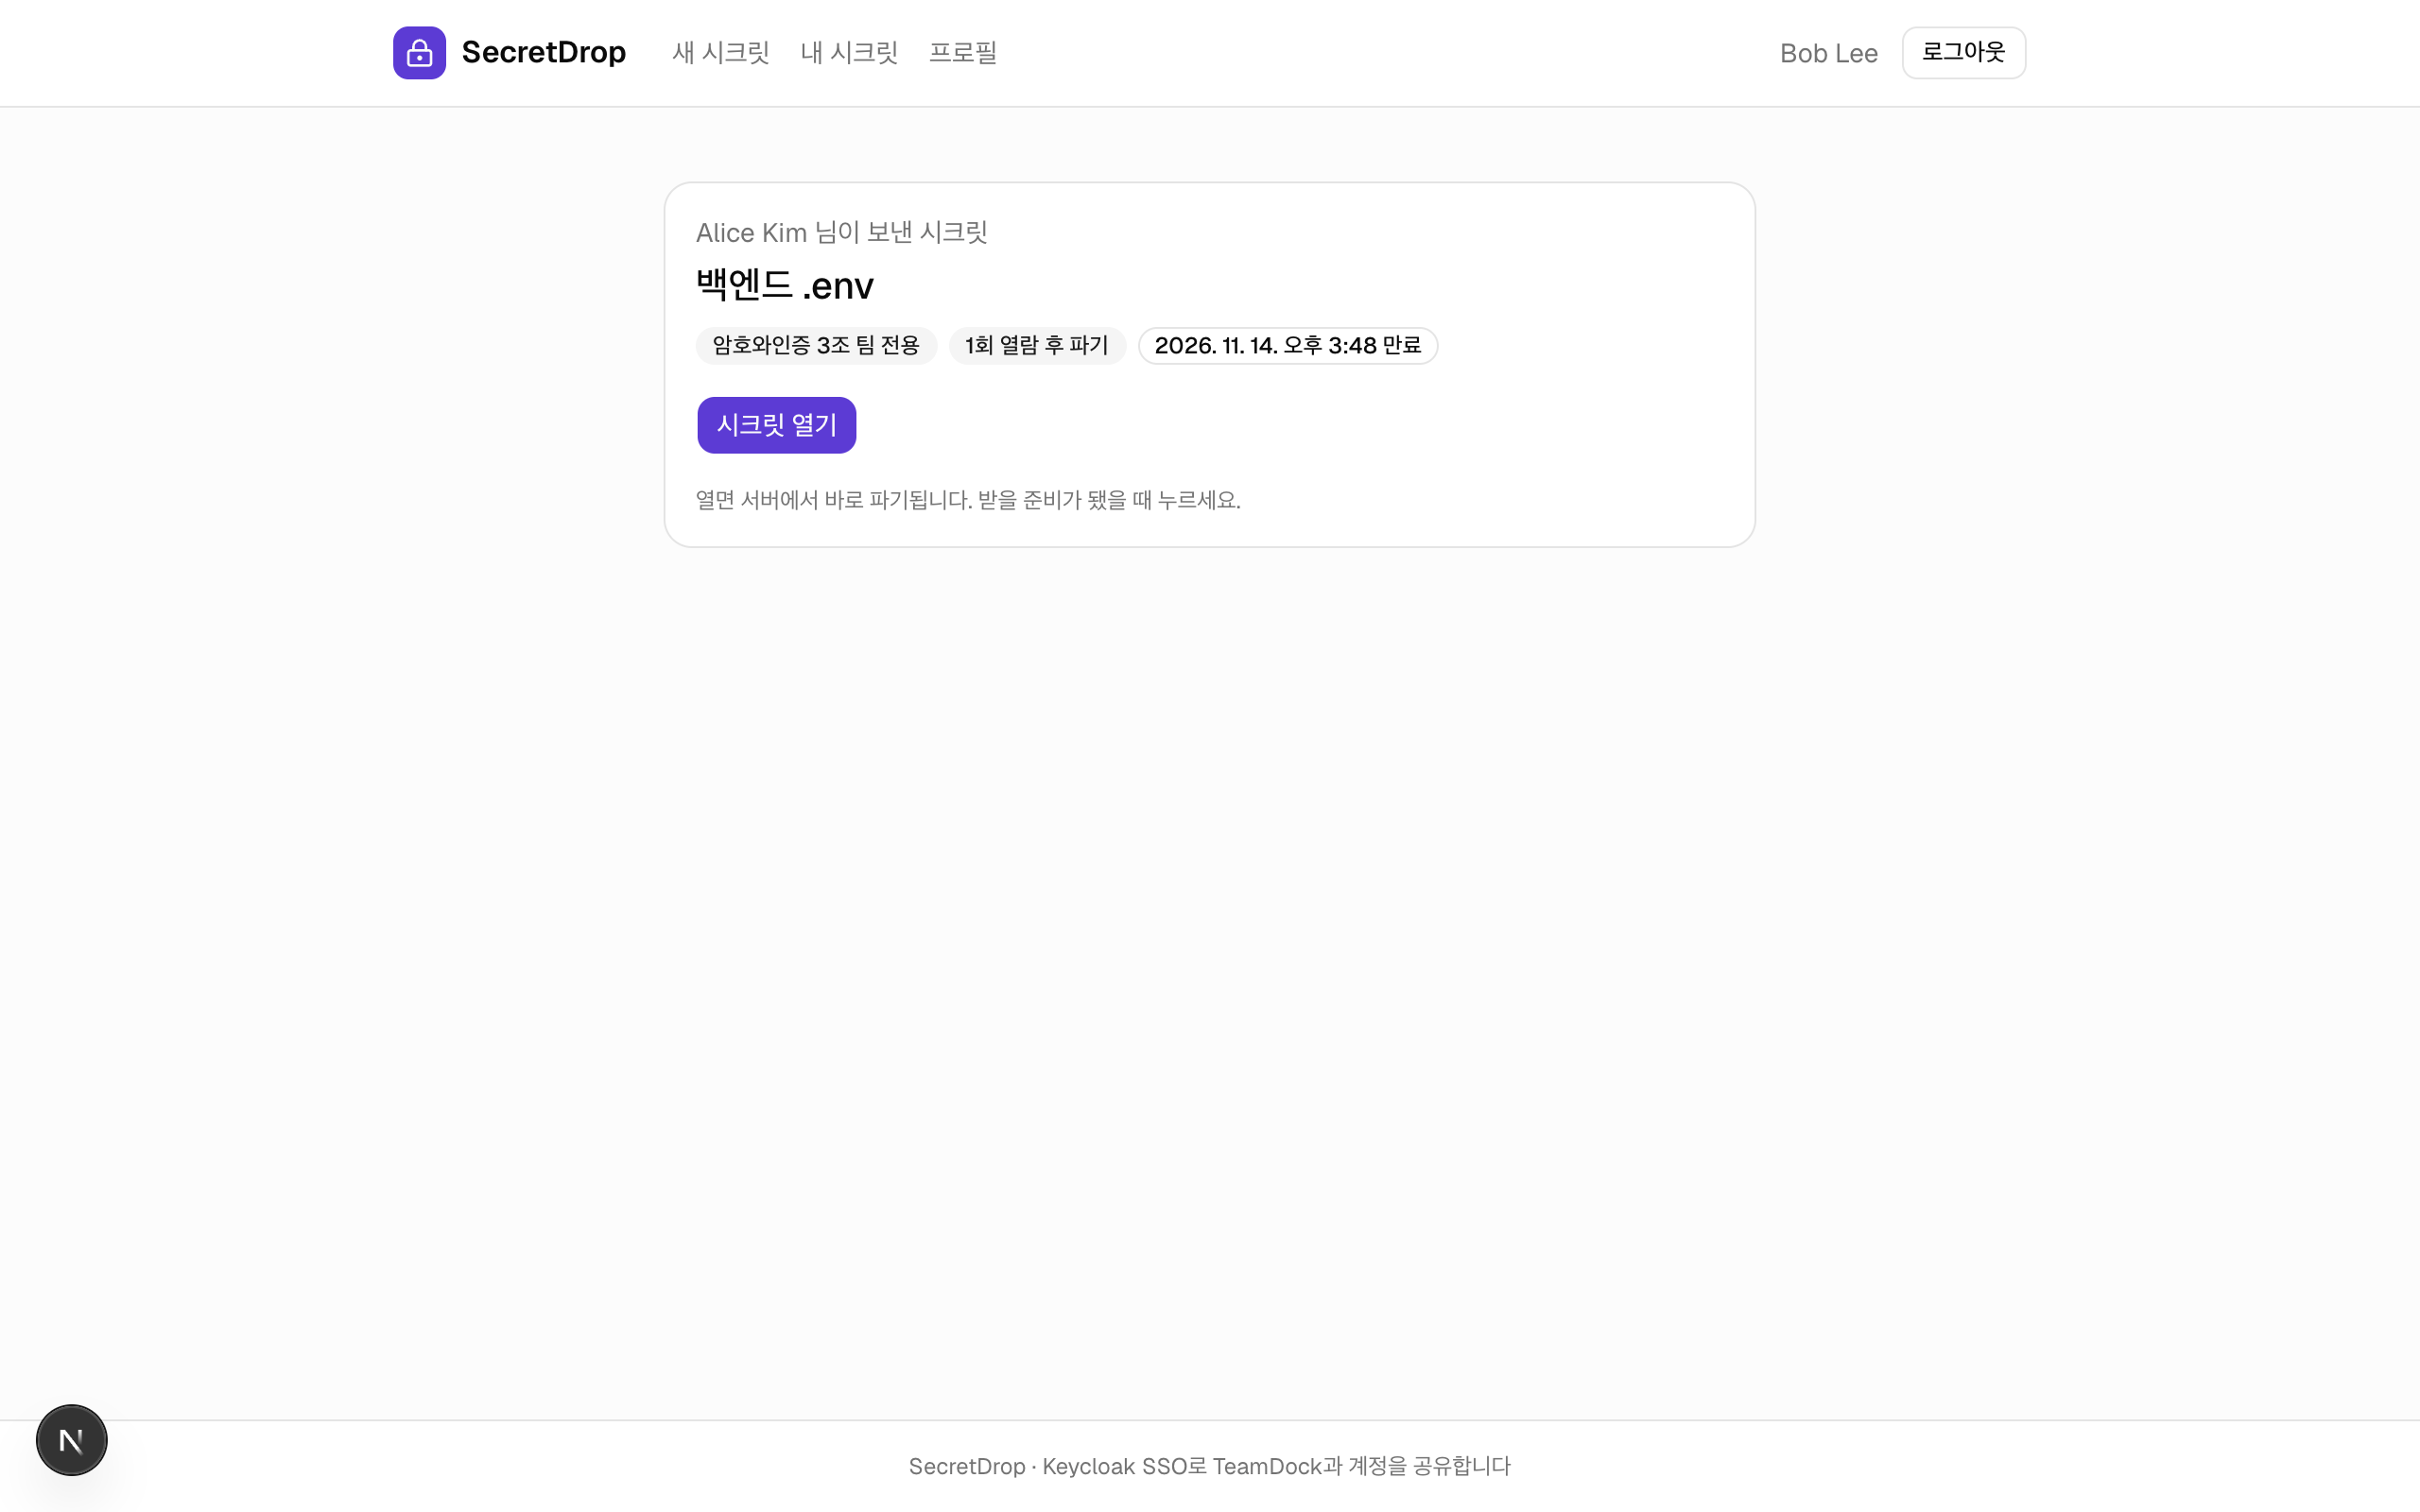 SecretDrop 새 시크릿 내 시크릿 프로필 Bob Lee 로그아웃
Alice Kim 님이 보낸 시크릿
백엔드 .env
암호와인증 3조 팀 전용 1회 열람 후 파기 2026. 11. 14. 오후 3:48 만료
시크릿 열기
열면 서버에서 바로 파기됩니다. 받을 준비가 됐을 때 누르세요.
N
SecretDrop · Keycloak SSO로 TeamDock과 계정을 공유합니다